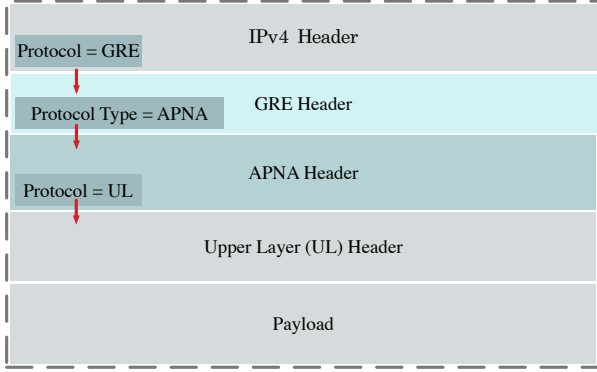 IPv4 Header
Protocol = GRE
GRE Header
Protocol Type = APNA
APNA Header
Protocol = UL
Upper Layer (UL) Header
Payload